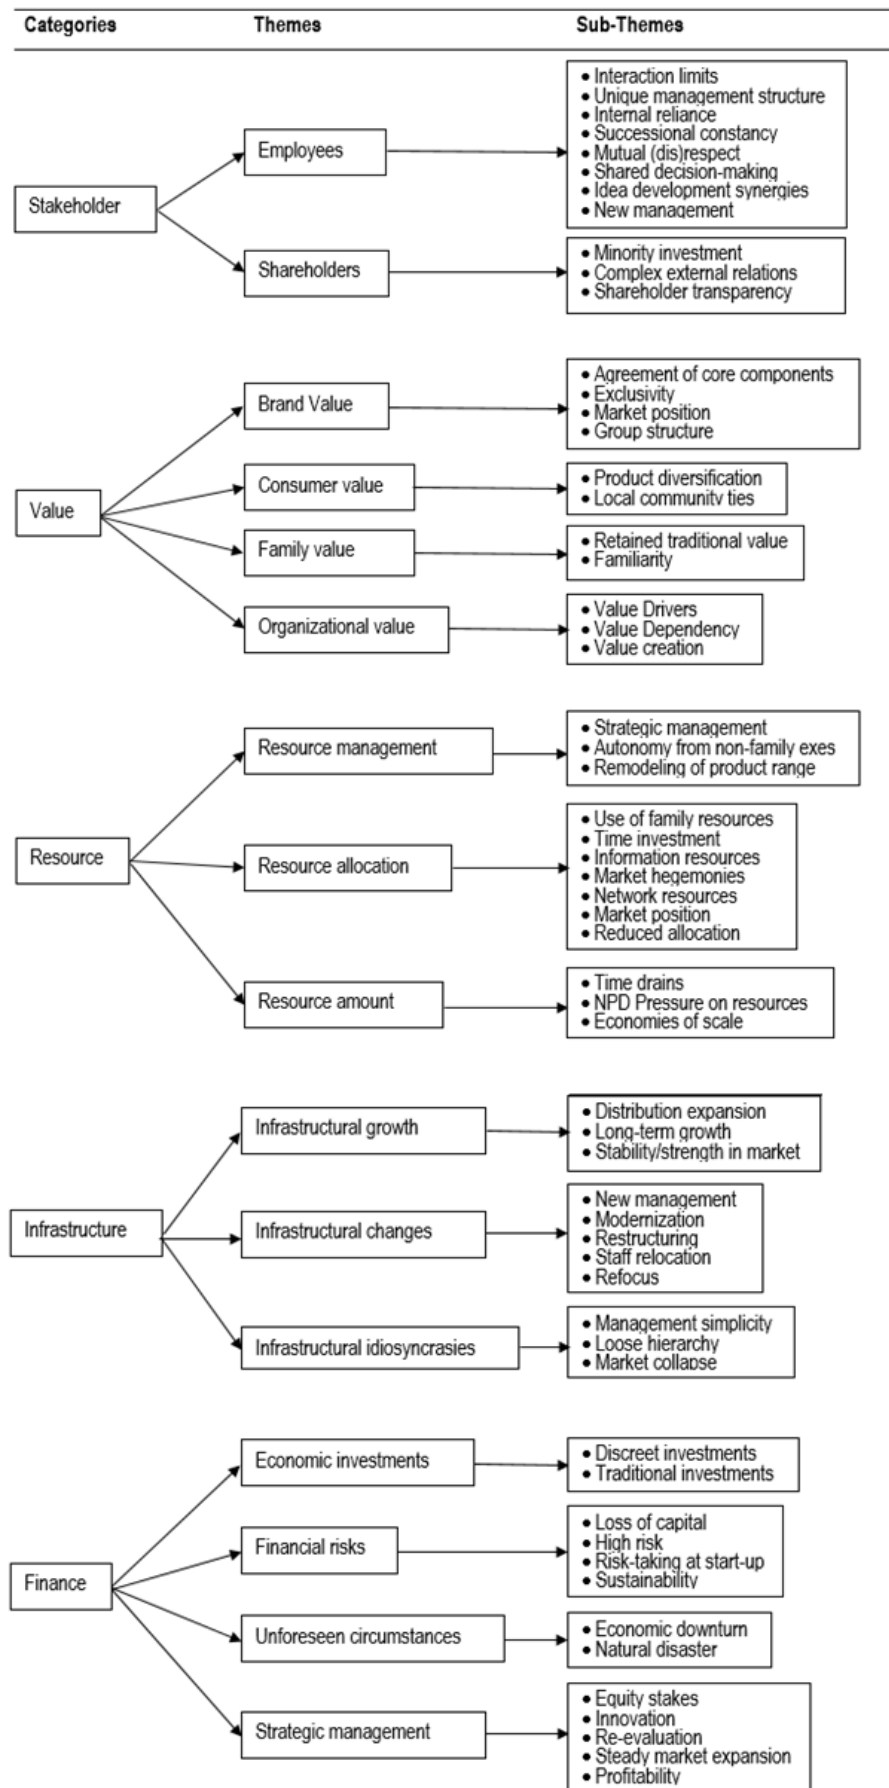 Categories Themes Sub-Themes
Stakeholder
Employees
• Interaction limits
• Unique management structure
• Internal reliance
• Successional constancy
• Mutual (dis)respect
• Shared decision-making
• Idea development synergies
• New management
Shareholders
• Minority investment
• Complex external relations
• Shareholder transparency
Value
Brand Value
• Agreement of core components
• Exclusivity
• Market position
• Group structure
Consumer value
• Product diversification
• Local community ties
Family value
• Retained traditional value
• Familiarity
Organizational value
• Value Drivers
• Value Dependency
• Value creation
Resource
Resource management
• Strategic management
• Autonomy from non-family exes
• Remodeling of product range
Resource allocation
• Use of family resources
• Time investment
• Information resources
• Market hegemonies
• Network resources
• Market position
• Reduced allocation
Resource amount
• Time drains
• NPD Pressure on resources
• Economies of scale
Infrastructure
Infrastructural growth
• Distribution expansion
• Long-term growth
• Stability/strength in market
Infrastructural changes
• New management
• Modernization
• Restructuring
• Staff relocation
• Refocus
Infrastructural idiosyncrasies
• Management simplicity
• Loose hierarchy
• Market collapse
Finance
Economic investments
• Discreet investments
• Traditional investments
Financial risks
• Loss of capital
• High risk
• Risk-taking at start-up
• Sustainability
Unforeseen circumstances
• Economic downturn
• Natural disaster
Strategic management
• Equity stakes
• Innovation
• Re-evaluation
• Steady market expansion
• Profitability